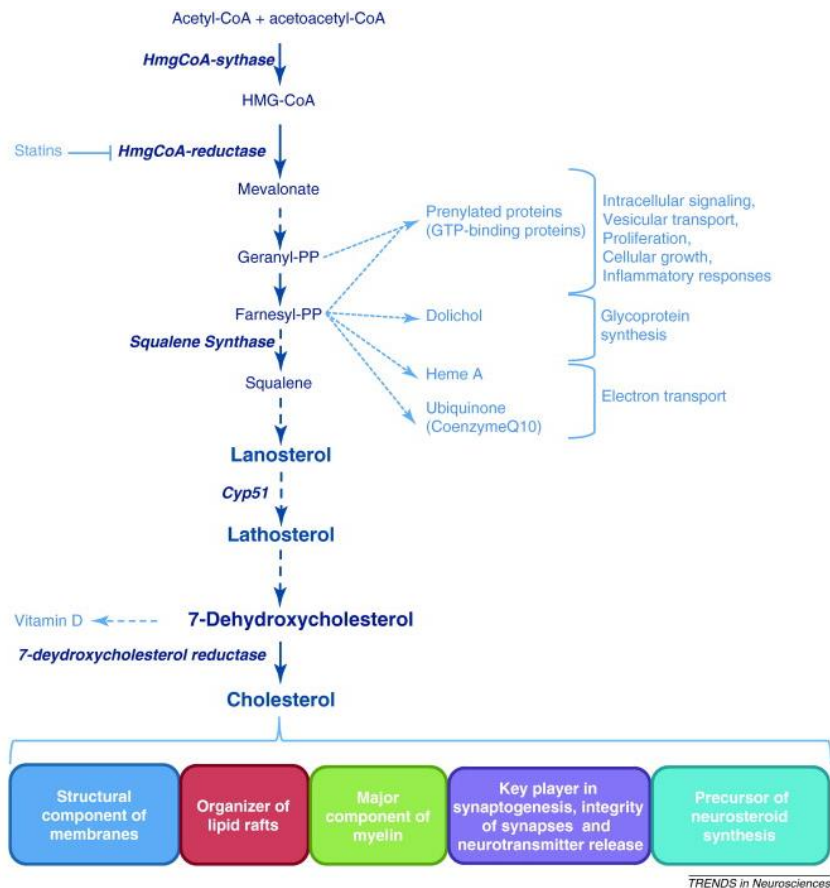 Acetyl-CoA + acetoacetyl-CoA
HmgCoA-sythase
HMG-CoA
Statins
HmgCoA-reductase
Mevalonate
Prenylated proteins
(GTP-binding proteins)
Intracellular signaling,
Vesicular transport,
Proliferation,
Cellular growth,
Inflammatory responses
Geranyl-PP
Farnesyl-PP
Dolichol
Glycoprotein
synthesis
Squalene Synthase
Squalene
Heme A
Ubiquinone
(CoenzymeQ10)
Electron transport
Lanosterol
Cyp51
Lathosterol
Vitamin D
7-Dehydroxycholesterol
7-deydroxycholesterol reductase
Cholesterol
Structural
component of
membranes
Organizer of
lipid rafts
Major
component of
myelin
Key player in
synaptogenesis, integrity
of synapses and
neurotransmitter release
Precursor of
neurosteroid
synthesis
TRENDS in Neurosciences